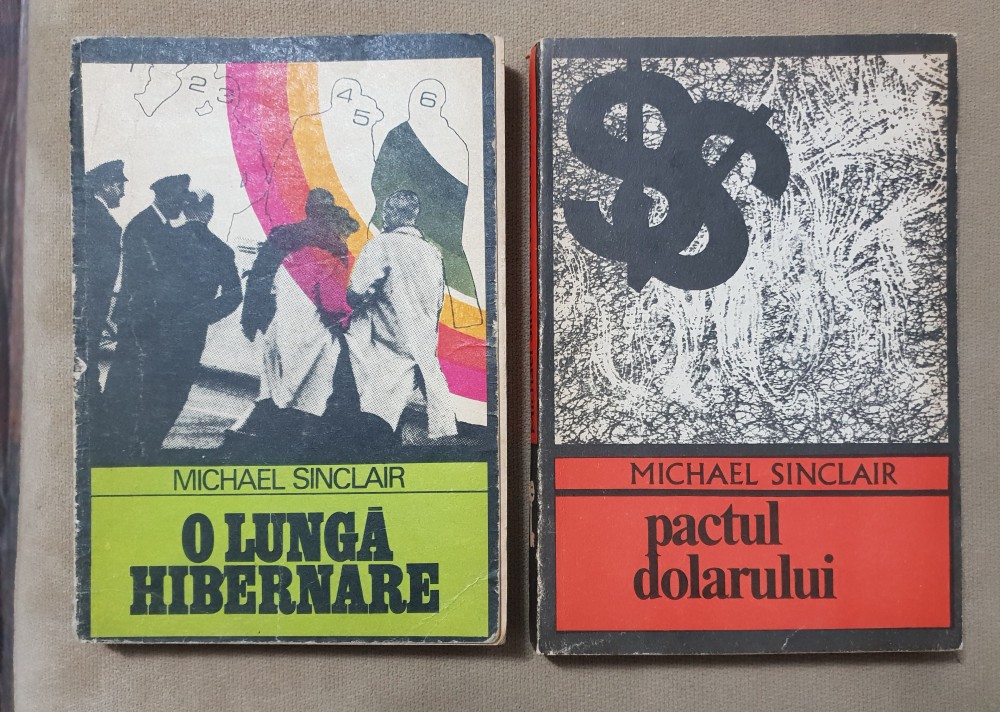 2
3
4
5
6
MICHAEL SINCLAIR
O LUNGĂ
HIBERNARE
MICHAEL SINCLAIR
pactul
dolarului